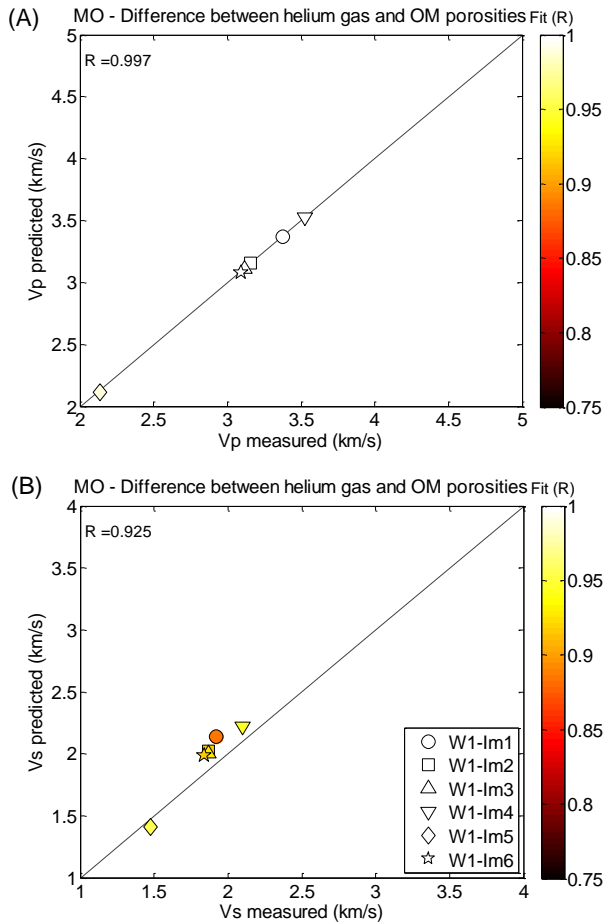 (A)
MO - Difference between helium gas and OM porosities Fit (R)
R =0.997
5
4.5
4
3.5
3
2.5
2
Vp predicted (km/s)
2 2.5 3 3.5 4 4.5 5
Vp measured (km/s)
1
0.95
0.9
0.85
0.8
0.75
(B)
MO - Difference between helium gas and OM porosities Fit (R)
R =0.925
4
3.5
3
2.5
2
1.5
1
Vs predicted (km/s)
1 1.5 2 2.5 3 3.5 4
Vs measured (km/s)
W1-Im1
W1-Im2
W1-Im3
W1-Im4
W1-Im5
W1-Im6
1
0.95
0.9
0.85
0.8
0.75